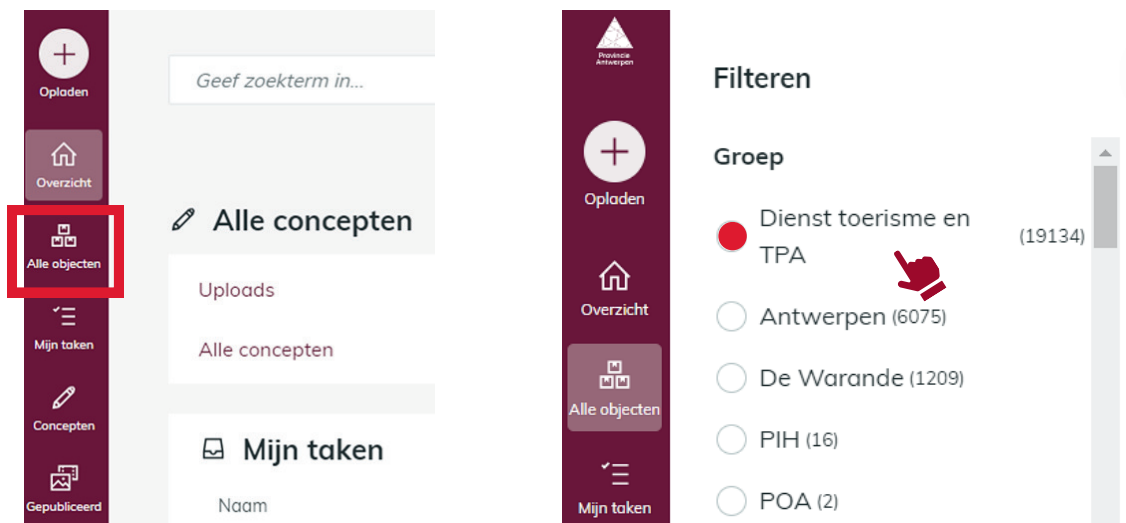 Opladen
Overzicht
Alle objecten
Mijn taken
Concepten
Gepubliceerd
Geef zoekterm in...
Alle concepten
Uploads
Alle concepten
Mijn taken
Naam
Provincie
Antwerpen
Opladen
Overzicht
Alle objecten
Mijn taken
Filteren
Groep
Dienst toerisme en
TPA
(19134)
Antwerpen (6075)
De Warande (1209)
PIH (16)
POA (2)